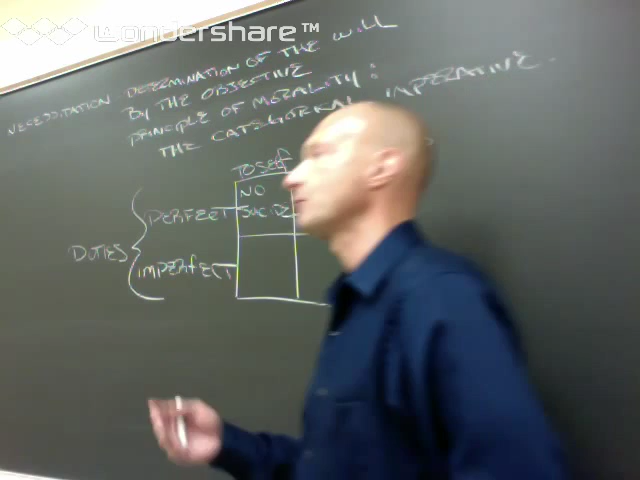 Wondershare™
NECESSITATION DETERMINATION OF THE WILL
BY THE OBJECTIVE
PRINCIPLE OF MORALITY:
THE CATEGORICAL IMPERATIVE.
TO SELF
NO
PERFECT SUICIDE
DUTIES
IMPERFECT